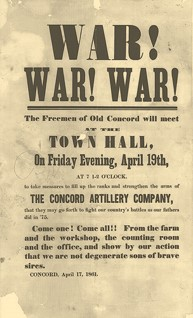 WAR!
WAR! WAR!
The Freemen of Old Concord will meet
AT THE
TOWN HALL,
On Friday Evening, April 19th,
AT 7 1-2 O'CLOCK,
to take measures to fill up the ranks and strengthen the arms of
THE CONCORD ARTILLERY COMPANY,
that they may go forth to fight our country's battles as our fathers
did in '75.
Come one! Come all!! From the farm
and the workshop, the counting room
and the office, and show by our action
that we are not degenerate sons of brave
sires.
CONCORD, April 17, 1861.